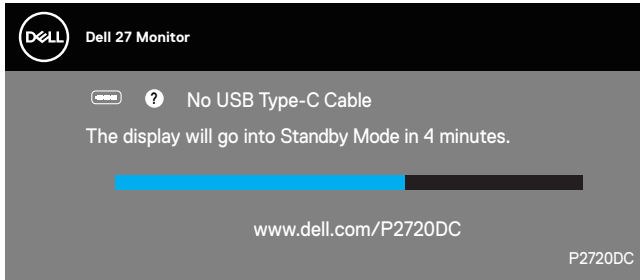 DELL
Dell 27 Monitor
? No USB Type-C Cable
The display will go into Standby Mode in 4 minutes.
www.dell.com/P2720DC
P2720DC